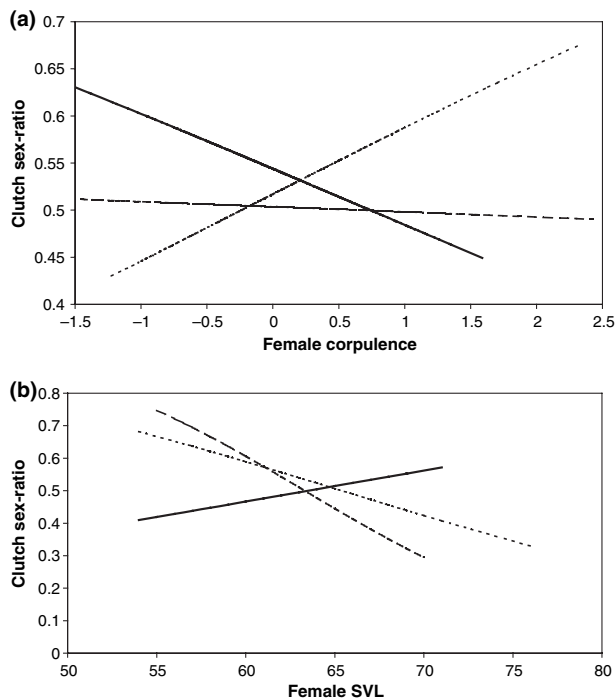 (a)
0.7
0.65
0.6
0.55
0.5
0.45
0.4
Clutch sex-ratio
–1.5 –1 –0.5 0 0.5 1 1.5 2 2.5
Female corpulence
(b)
0.8
0.7
0.6
0.5
0.4
0.3
0.2
0.1
0
Clutch sex-ratio
50 55 60 65 70 75 80
Female SVL